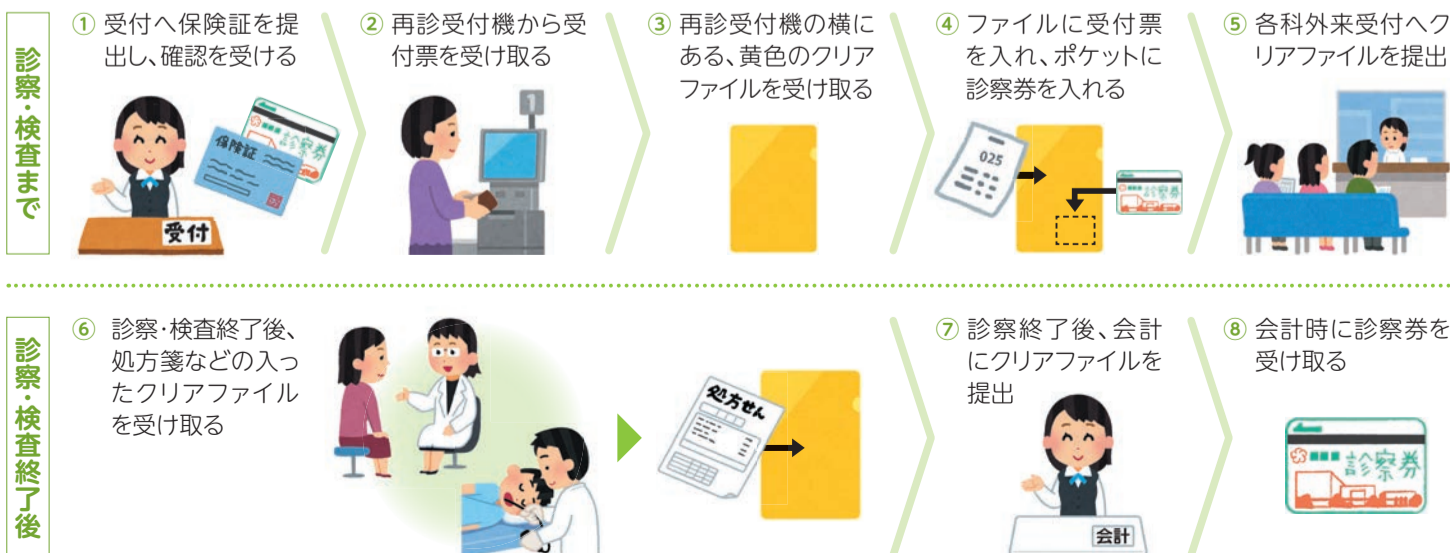 診察・検査まで
① 受付へ保険証を提
出し、確認を受ける
保険証
診察券
受付
② 再診受付機から受
付票を受け取る
1
③ 再診受付機の横に
ある、黄色のクリア
ファイルを受け取る
④ ファイルに受付票
を入れ、ポケットに
診察券を入れる
025
診察券
⑤ 各科外来受付へク
リアファイルを提出
診察・検査終了後
⑥ 診察・検査終了後、
処方箋などの入っ
たクリアファイル
を受け取る
処方せん
⑦ 診察終了後、会計
にクリアファイルを
提出
会計
⑧ 会計時に診察券を
受け取る
診察券